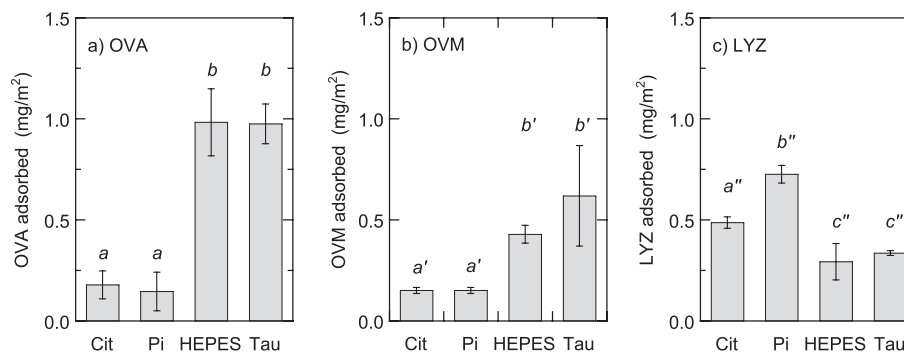 a) OVA
OVA adsorbed (mg/m²)
1.5
1.0
0.5
0.0
a
a
b
b
Cit Pi HEPES Tau
b) OVM
OVM adsorbed (mg/m²)
1.5
1.0
0.5
0.0
a'
a'
b'
b'
Cit Pi HEPES Tau
c) LYZ
LYZ adsorbed (mg/m²)
1.5
1.0
0.5
0.0
a"
b"
c"
c"
Cit Pi HEPES Tau